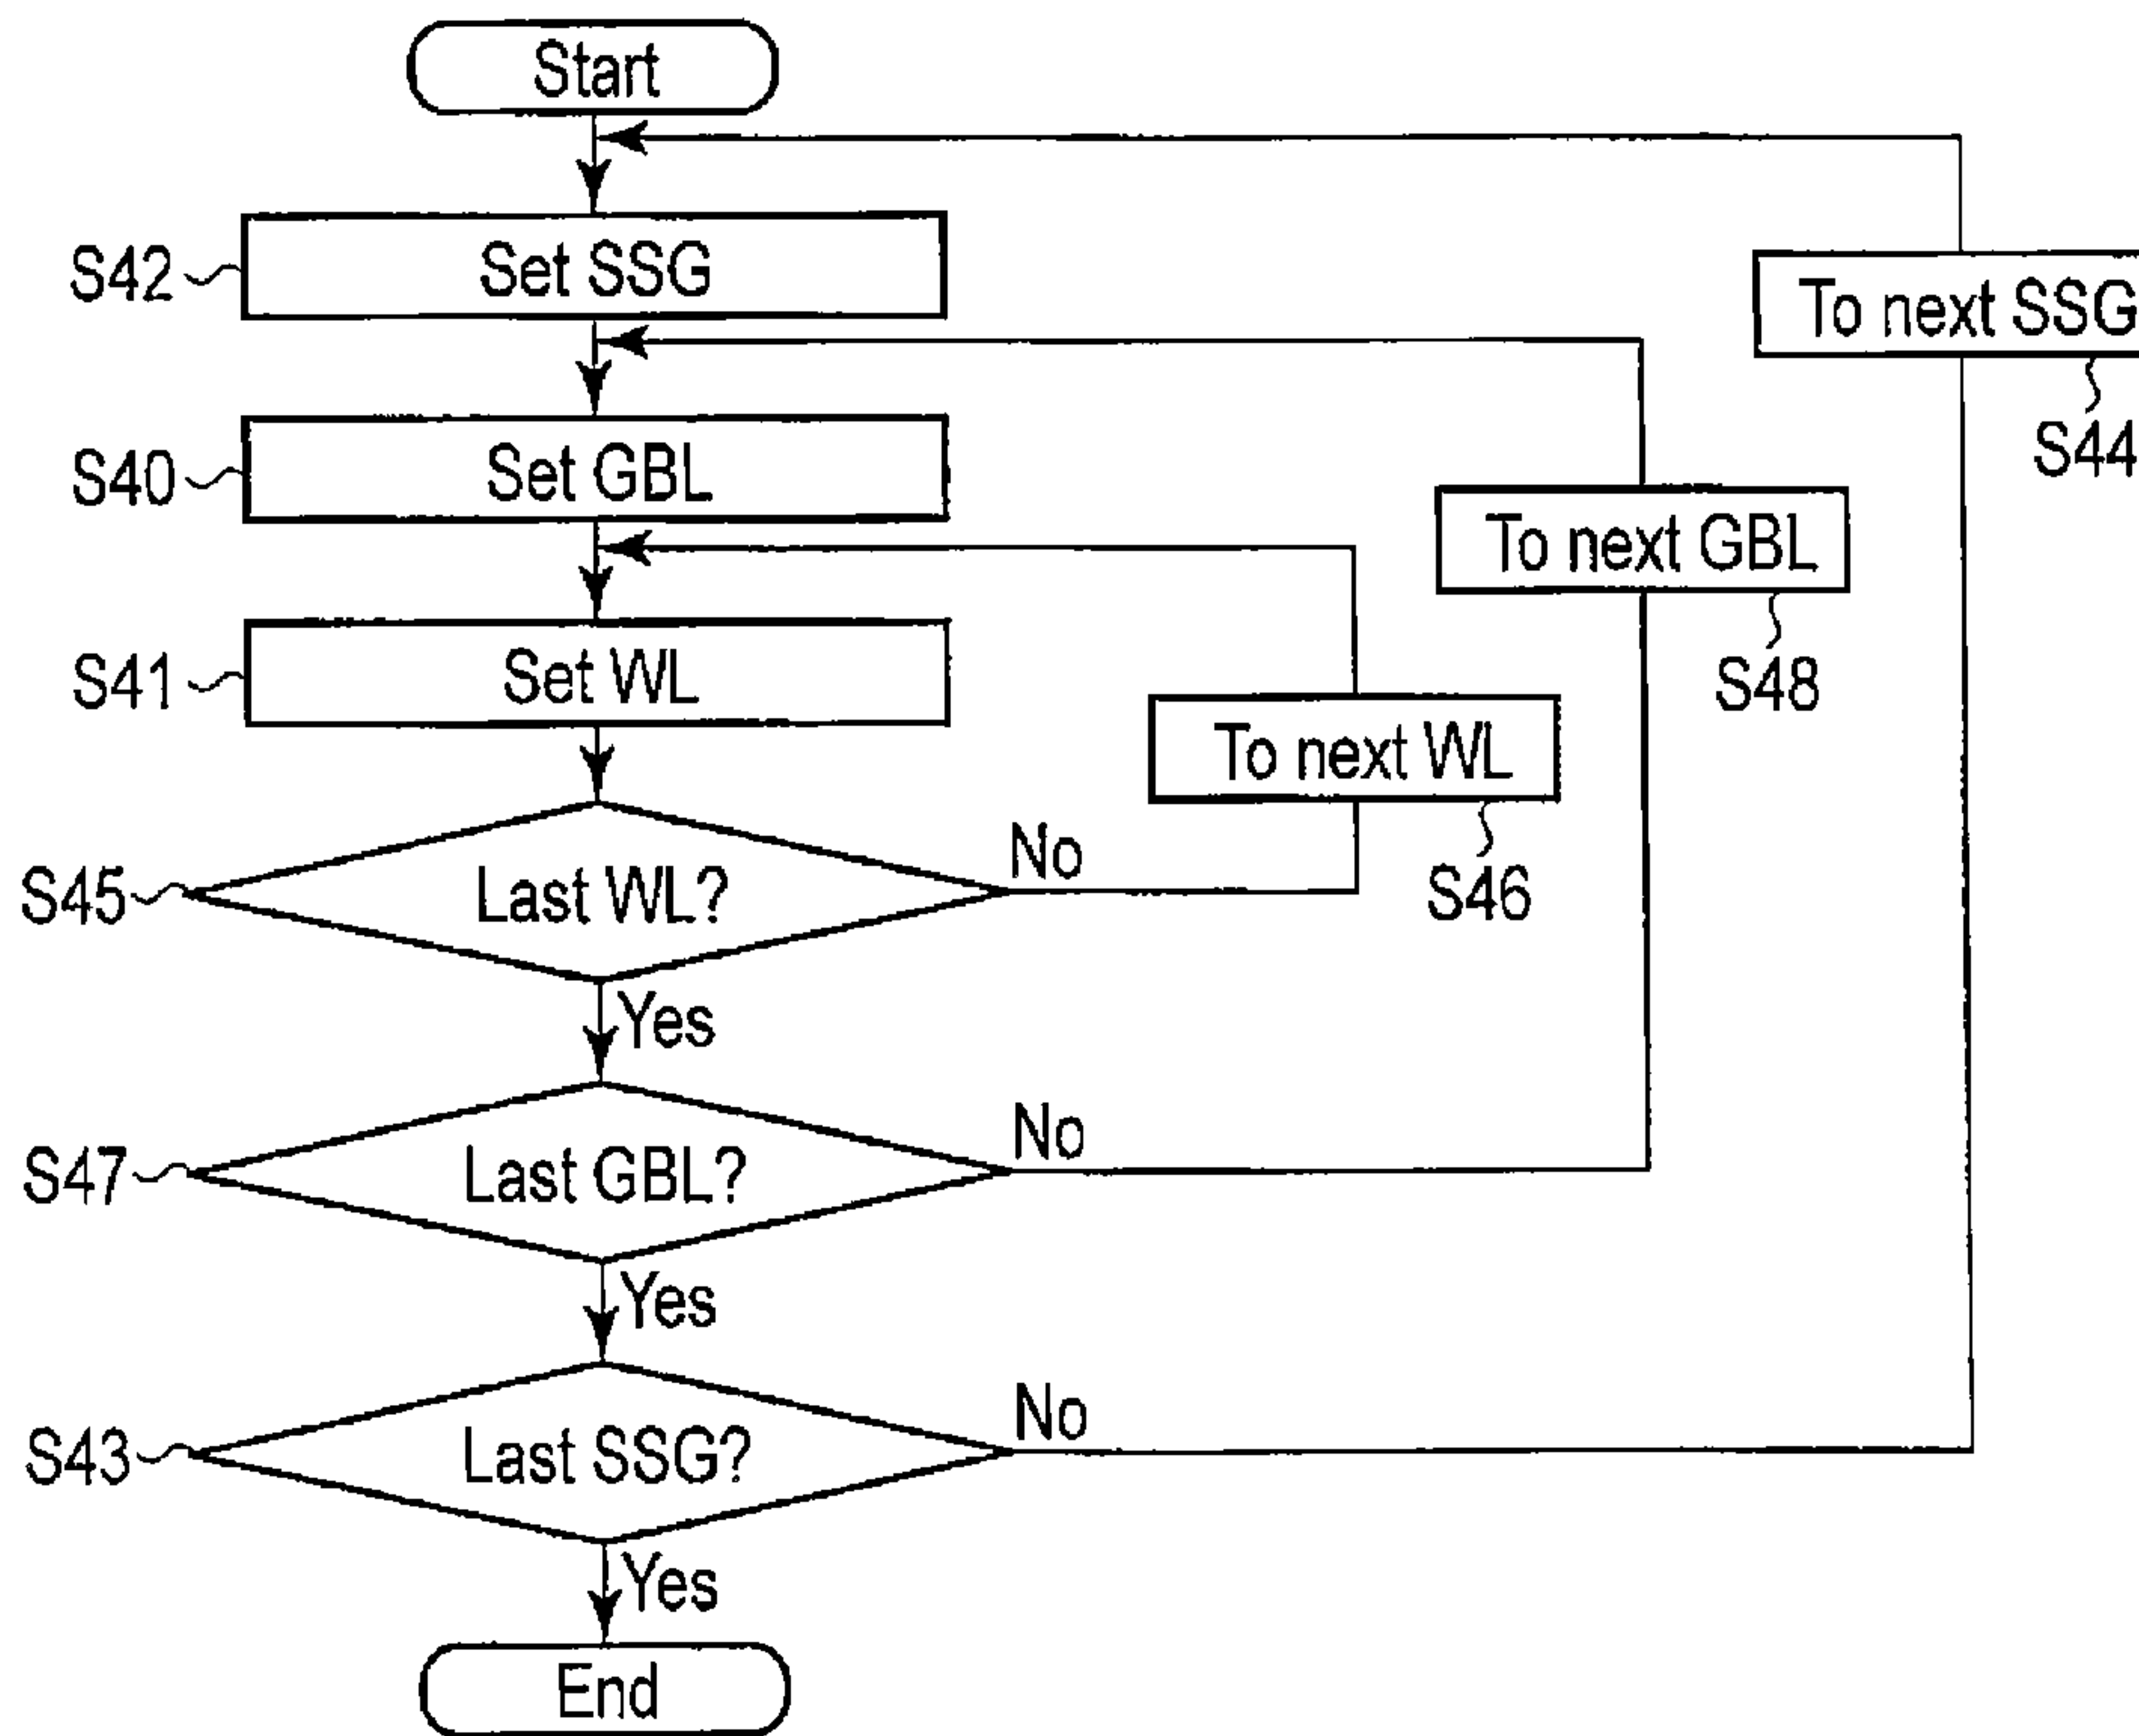 Start
S42
Set SSG
To next SSG
S44
S40
Set GBL
To next GBL
S48
S41
Set WL
To next WL
S46
S45
Last WL?
No
Yes
S47
Last GBL?
No
Yes
S43
Last SSG?
No
Yes
End